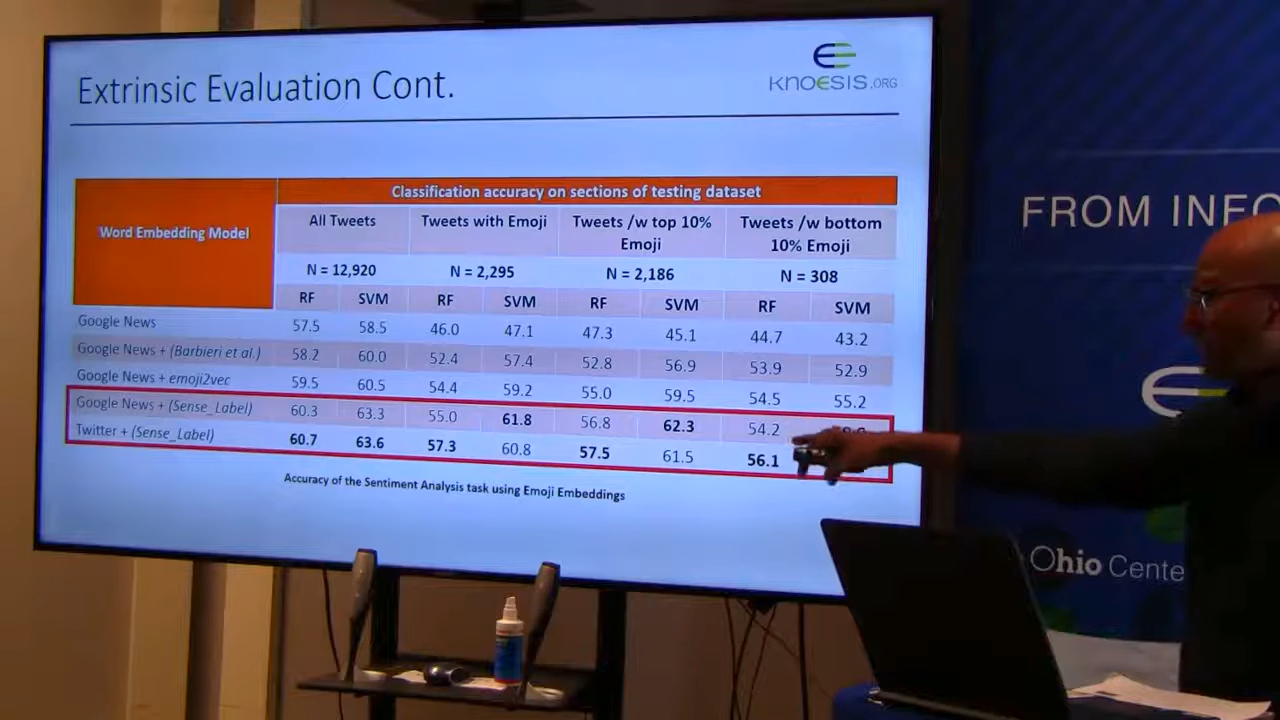 Extrinsic Evaluation Cont.
KNOESIS.ORG
Word Embedding Model
Classification accuracy on sections of testing dataset
All Tweets Tweets with Emoji Tweets /w top 10% Emoji Tweets /w bottom 10% Emoji
N = 12,920 N = 2,295 N = 2,186 N = 308
RF SVM RF SVM RF SVM RF SVM
Google News 57.5 58.5 46.0 47.1 47.3 45.1 44.7 43.2
Google News + (Barbieri et al.) 58.2 60.0 52.4 57.4 52.8 56.9 53.9 52.9
Google News + emoji2vec 59.5 60.5 54.4 59.2 55.0 59.5 54.5 55.2
Google News + (Sense_Label) 60.3 63.3 55.0 61.8 56.8 62.3 54.2
Twitter + (Sense_Label) 60.7 63.6 57.3 60.8 57.5 61.5 56.1
Accuracy of the Sentiment Analysis task using Emoji Embeddings
FROM
Ohio